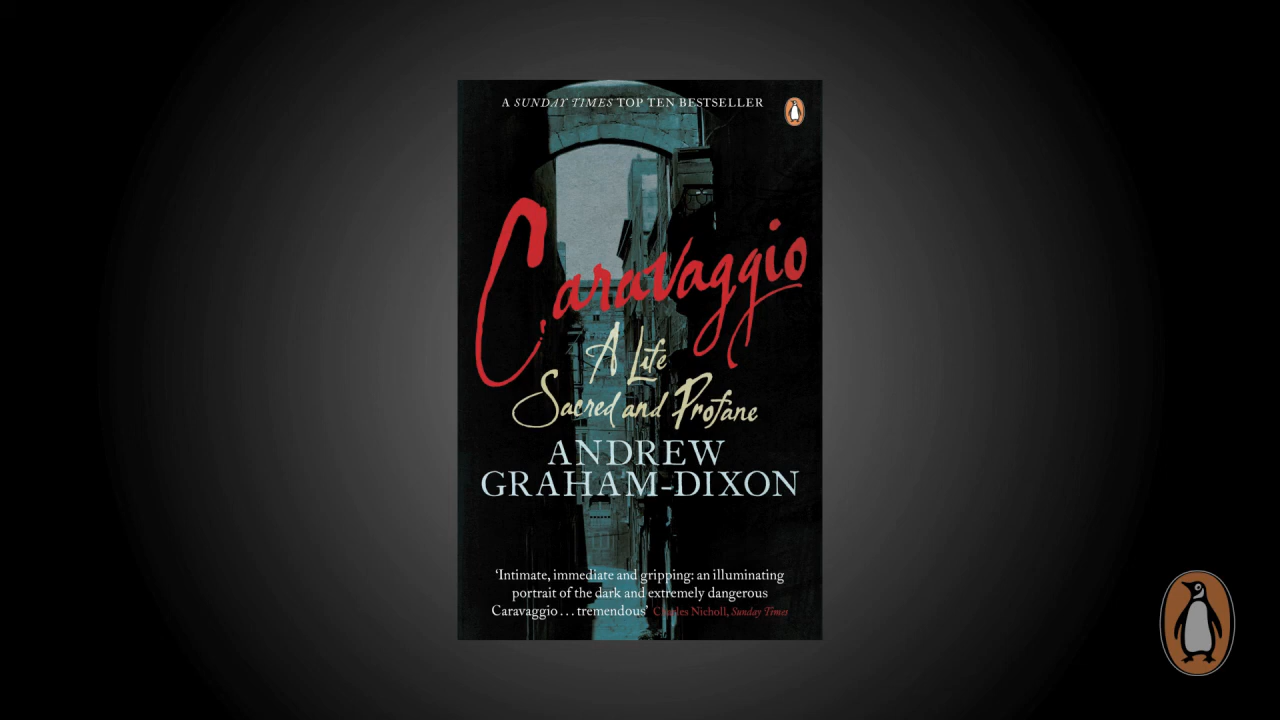 A SUNDAY TIMES TOP TEN BESTSELLER
Caravaggio
A Life
Sacred and Profane
ANDREW
GRAHAM-DIXON
‘Intimate, immediate and gripping: an illuminating
portrait of the dark and extremely dangerous
Caravaggio . . . tremendous’ Charles Nicholl, Sunday Times